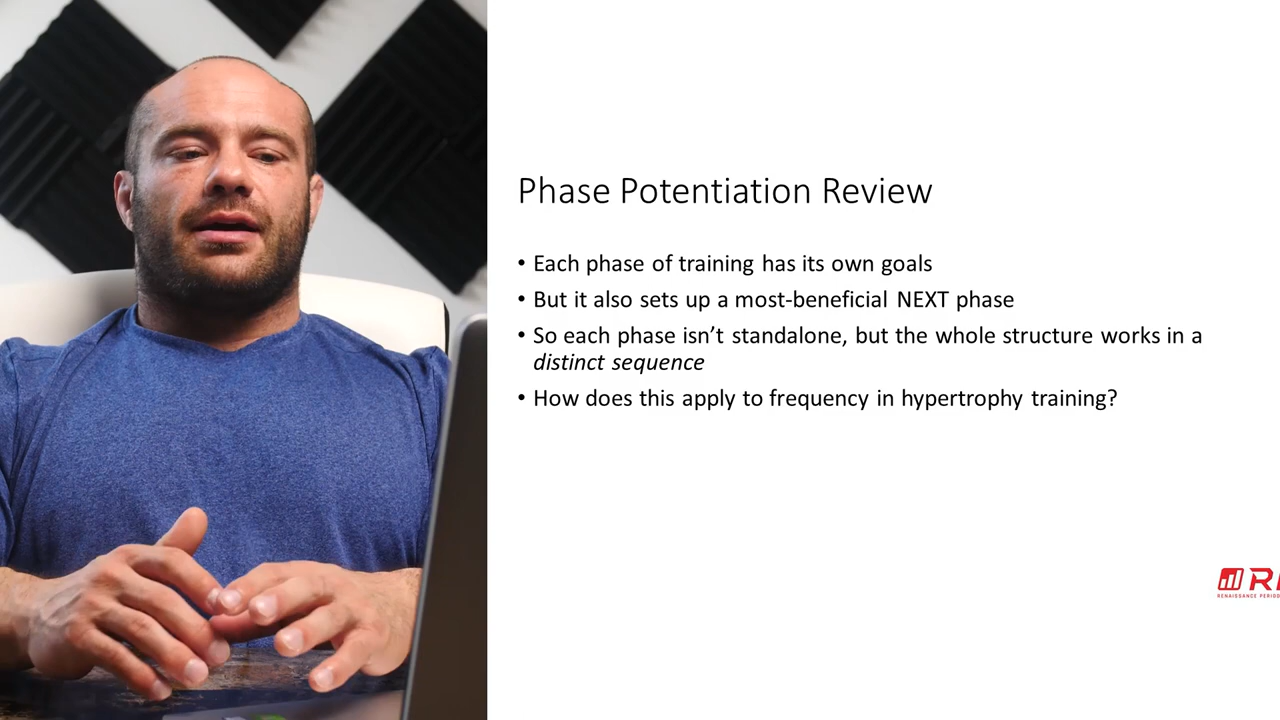 Phase Potentiation Review
• Each phase of training has its own goals
• But it also sets up a most-beneficial NEXT phase
• So each phase isn’t standalone, but the whole structure works in a
distinct sequence
• How does this apply to frequency in hypertrophy training?
RENAISSANCE